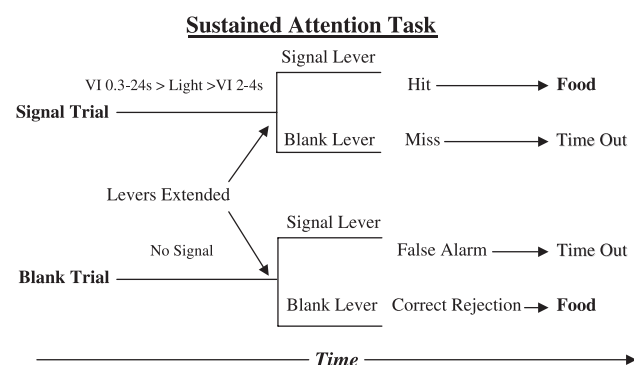 Sustained Attention Task
Signal Lever
VI 0.3-24s > Light >VI 2-4s
Hit
Food
Signal Trial
Blank Lever
Miss
Time Out
Levers Extended
Signal Lever
No Signal
False Alarm
Time Out
Blank Trial
Blank Lever
Correct Rejection
Food
Time